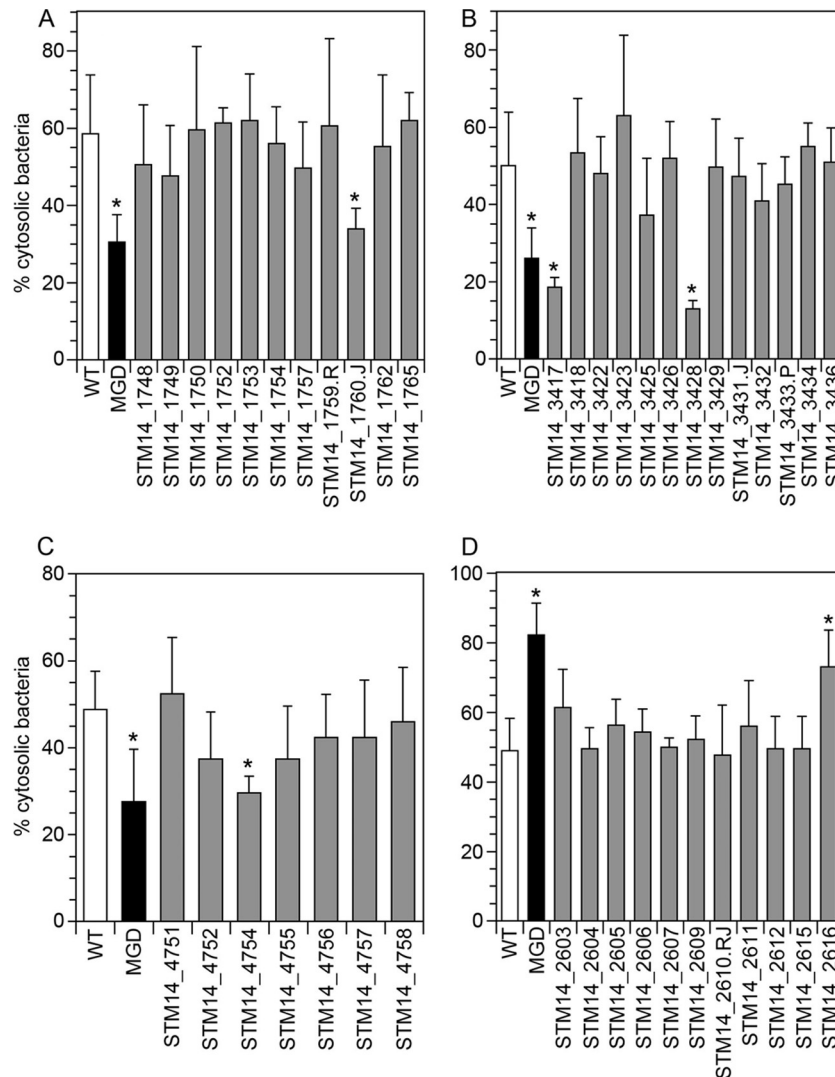 A
% cytosolic bacteria
80
60
40
20
0
*
*
WT
MGD
STM14_1748
STM14_1749
STM14_1750
STM14_1752
STM14_1753
STM14_1754
STM14_1757
STM14_1759.R
STM14_1760.J
STM14_1762
STM14_1765
B
80
60
40
20
0
*
*
*
WT
MGD
STM14_3417
STM14_3418
STM14_3422
STM14_3423
STM14_3425
STM14_3426
STM14_3428
STM14_3429
STM14_3431.J
STM14_3432
STM14_3433.P
STM14_3434
STM14_3436
C
% cytosolic bacteria
80
60
40
20
0
*
*
WT
MGD
STM14_4751
STM14_4752
STM14_4754
STM14_4755
STM14_4756
STM14_4757
STM14_4758
D
100
80
60
40
20
0
*
*
WT
MGD
STM14_2603
STM14_2604
STM14_2605
STM14_2606
STM14_2607
STM14_2609
STM14_2610.RJ
STM14_2611
STM14_2612
STM14_2615
STM14_2616